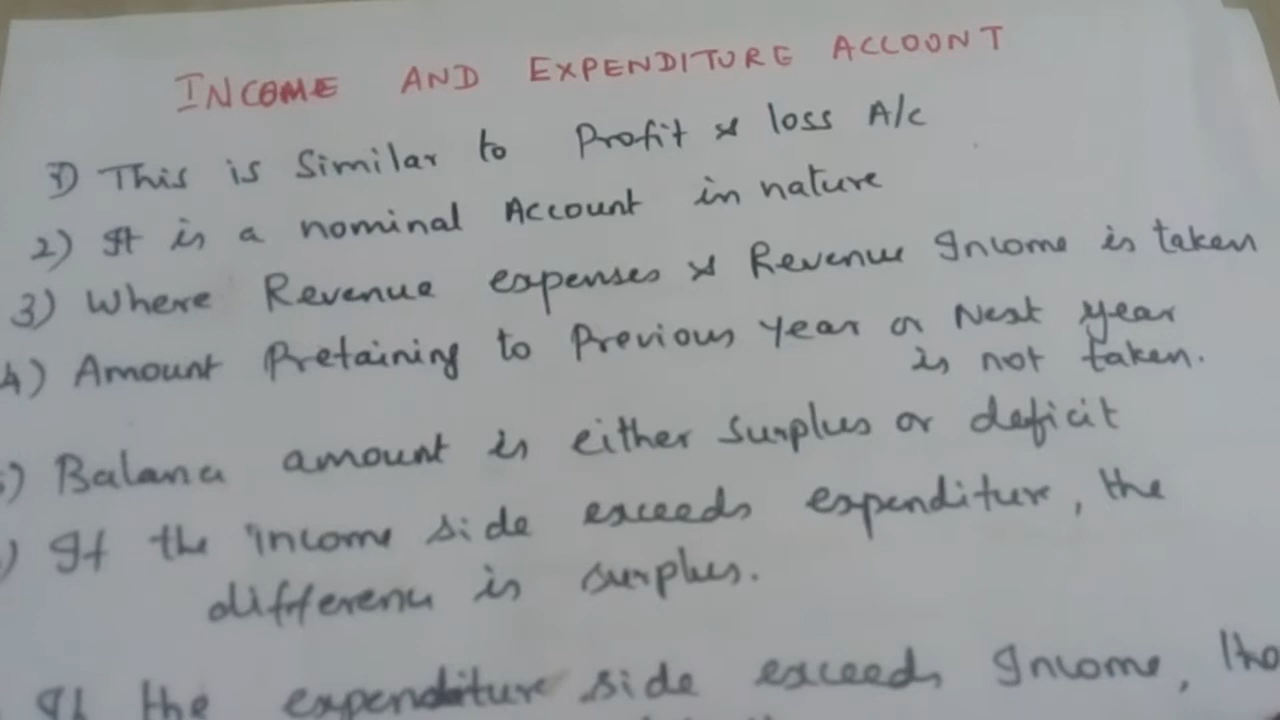 INCOME AND EXPENDITURE ACCOUNT
1) This is Similar to Profit & loss A/c
2) It is a nominal Account in nature
3) Where Revenue expenses & Revenue Income is taken
4) Amount Pretaining to Previous year or Next year
is not taken.
) Balance amount is either surplus or deficit
) If the income side exceeds expenditure, the
difference is surplus.
If the expenditure side exceeds Income, the